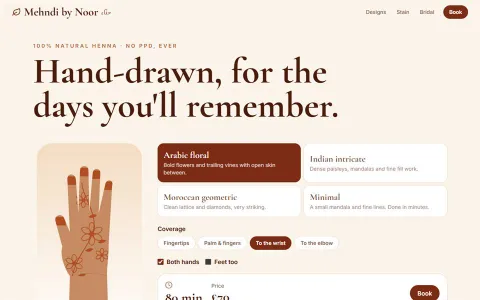 Mehndi by Noor
Designs Stain Bridal Book
100% NATURAL HENNA · NO PPD, EVER
Hand-drawn, for the
days you'll remember.
Arabic floral
Bold flowers and trailing vines with open skin
between.
Indian intricate
Dense paisleys, mandalas and fine fill work.
Moroccan geometric
Clean lattice and diamonds, very striking.
Minimal
A small mandala and fine lines. Done in minutes.
Coverage
Fingertips Palm & fingers To the wrist To the elbow
Both hands Feet too
Price
80 min £70
Book